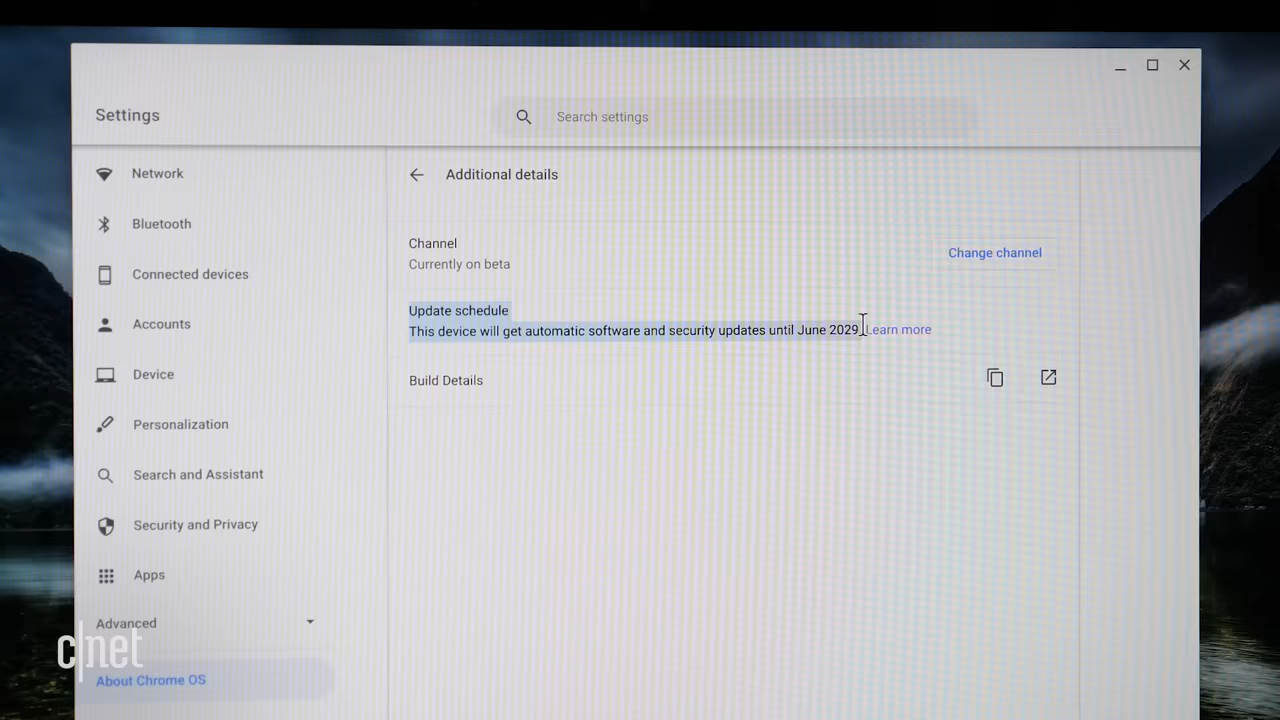 Settings
Search settings
Network
Bluetooth
Connected devices
Accounts
Device
Personalization
Search and Assistant
Security and Privacy
Apps
Advanced
About Chrome OS
Additional details
Channel
Currently on beta
Change channel
Update schedule
This device will get automatic software and security updates until June 2029. Learn more
Build Details
c|net